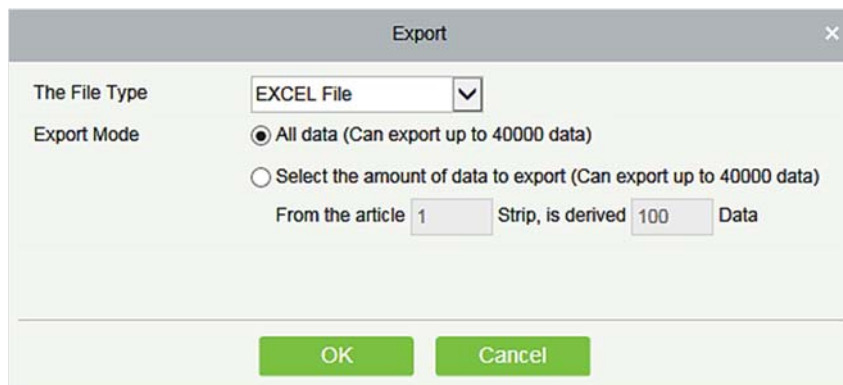 Export
The File Type EXCEL File
Export Mode All data (Can export up to 40000 data)
Select the amount of data to export (Can export up to 40000 data)
From the article 1 Strip, is derived 100 Data
OK Cancel